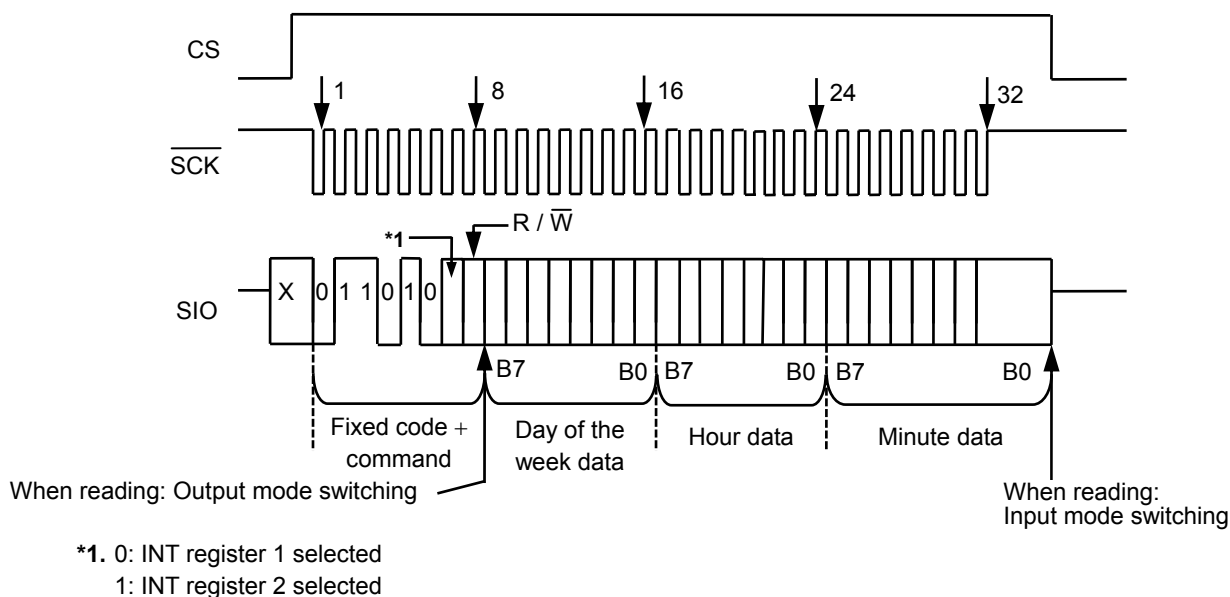 CS
1 8 16 24 32
SCK
R / W
*1
SIO X 0 1 1 0 1 0
B7 B0 B7 B0 B7 B0
Fixed code + command
Day of the week data
Hour data
Minute data
When reading: Output mode switching
When reading:
Input mode switching
*1. 0: INT register 1 selected
1: INT register 2 selected